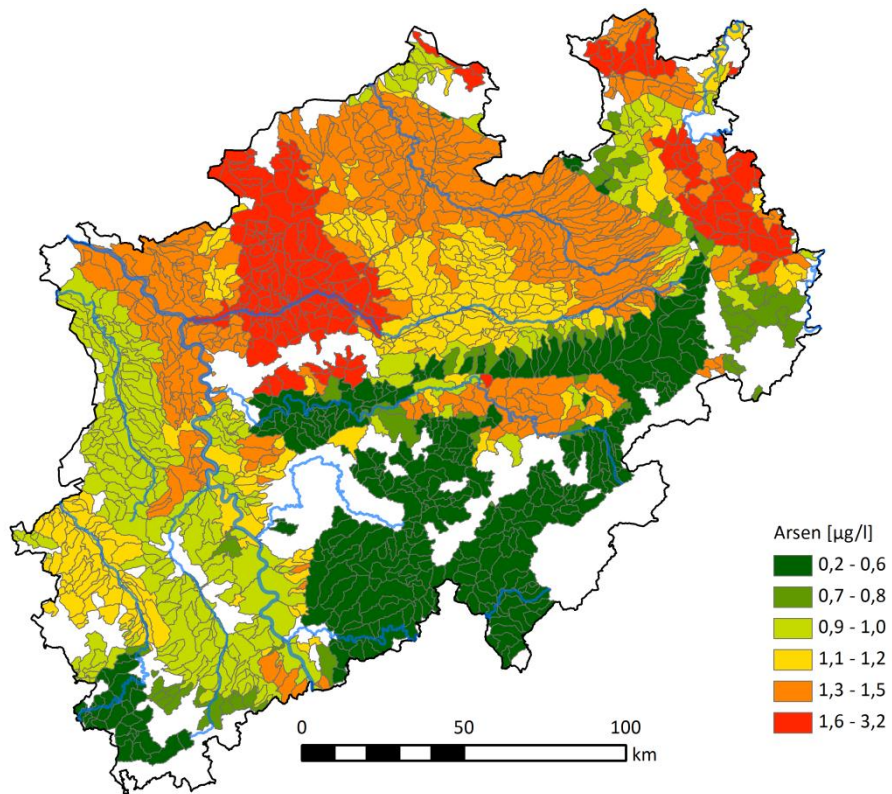 Arsen [µg/l]
0,2 - 0,6
0,7 - 0,8
0,9 - 1,0
1,1 - 1,2
1,3 - 1,5
1,6 - 3,2
0 50 100
km